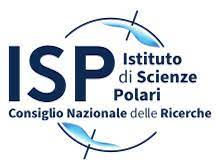 ISP Istituto
di Scienze
Polari
Consiglio Nazionale delle Ricerche